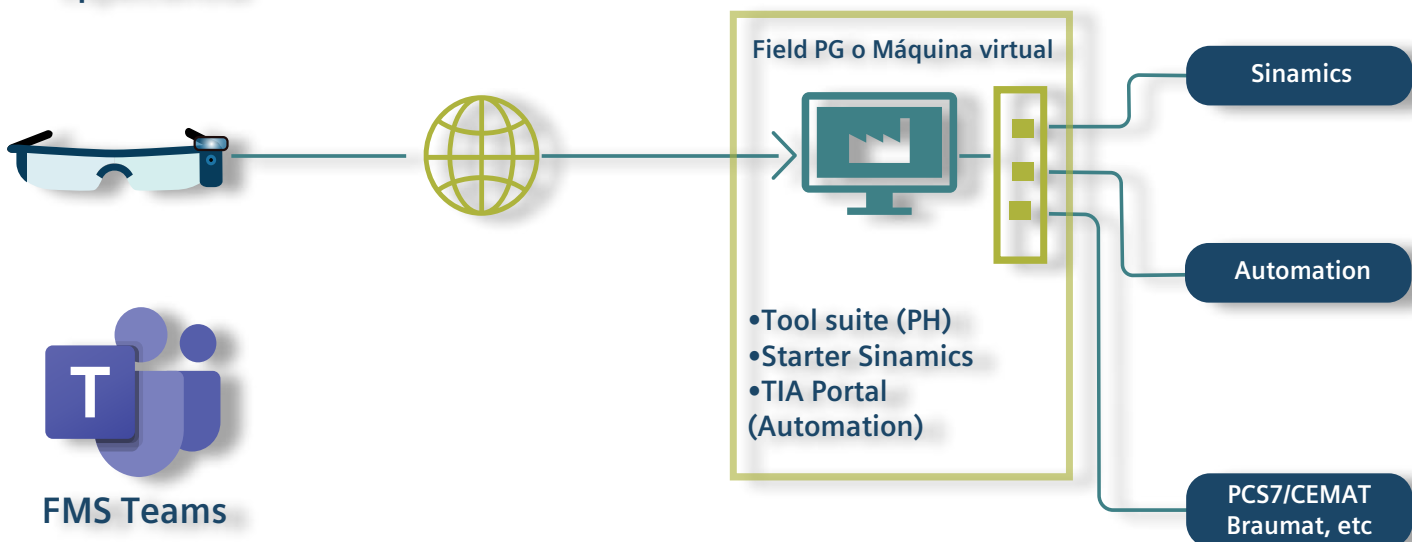 Field PG o Máquina virtual
Sinamics
Automation
•Tool suite (PH)
•Starter Sinamics
•TIA Portal
(Automation)
T
FMS Teams
PCS7/CEMAT
Braumat, etc